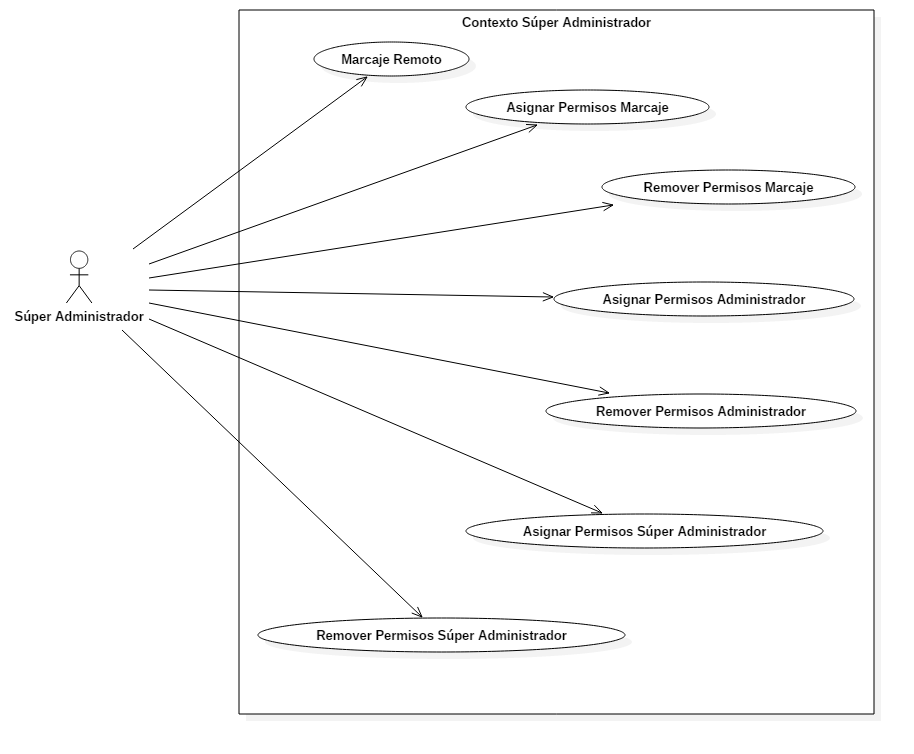 Contexto Súper Administrador
Marcaje Remoto
Asignar Permisos Marcaje
Remover Permisos Marcaje
Asignar Permisos Administrador
Súper Administrador
Remover Permisos Administrador
Asignar Permisos Súper Administrador
Remover Permisos Súper Administrador